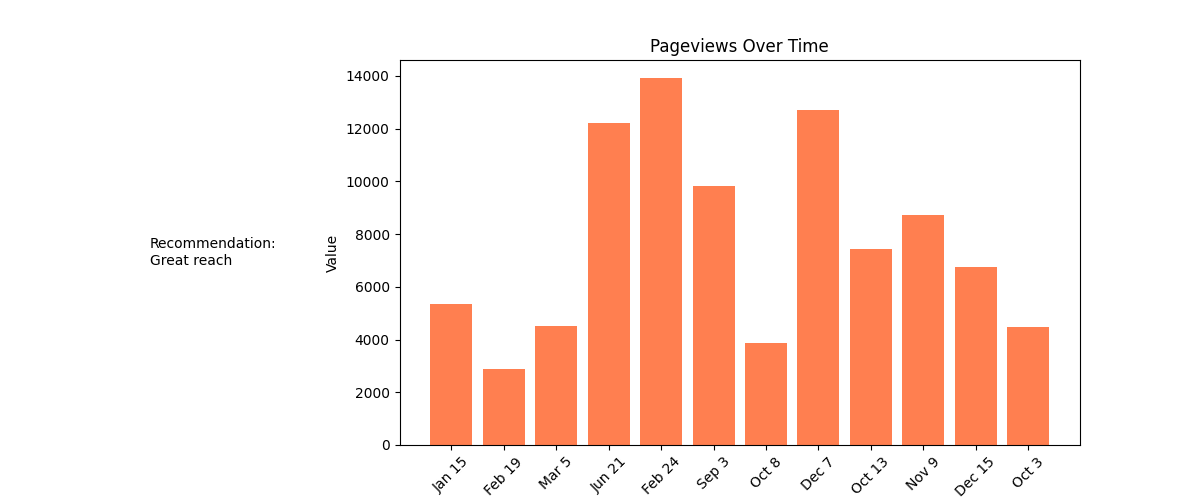 Pageviews Over Time
Recommendation:
Great reach
Value
14000
12000
10000
8000
6000
4000
2000
0
Jan 15
Feb 19
Mar 5
Jun 21
Feb 24
Sep 3
Oct 8
Dec 7
Oct 13
Nov 9
Dec 15
Oct 3